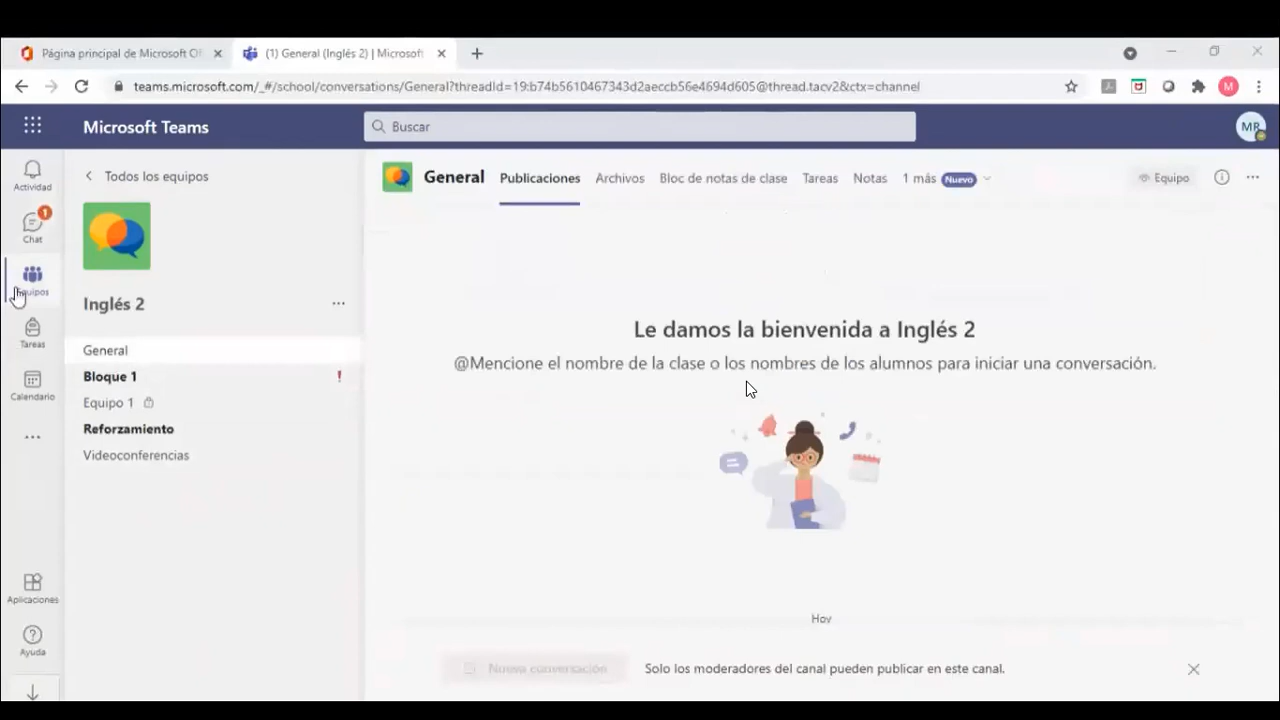 Página principal de Microsoft Of
(1) General (Inglés 2) | Microsoft
teams.microsoft.com/_#/school/conversations/General?threadId=19:b74b5610467343d2aeccb56e4694d605@thread.tacv2&ctx=channel
M
Microsoft Teams
Buscar
MR
Actividad
1
Chat
Equipos
Tareas
Calendario
Aplicaciones
Ayuda
Todos los equipos
Inglés 2
General
Bloque 1
Equipo 1
Reforzamiento
Videoconferencias
General Publicaciones Archivos Bloc de notas de clase Tareas Notas 1 más Nuevo
Equipo
Le damos la bienvenida a Inglés 2
@Mencione el nombre de la clase o los nombres de los alumnos para iniciar una conversación.
Hoy
Nueva conversación
Solo los moderadores del canal pueden publicar en este canal.